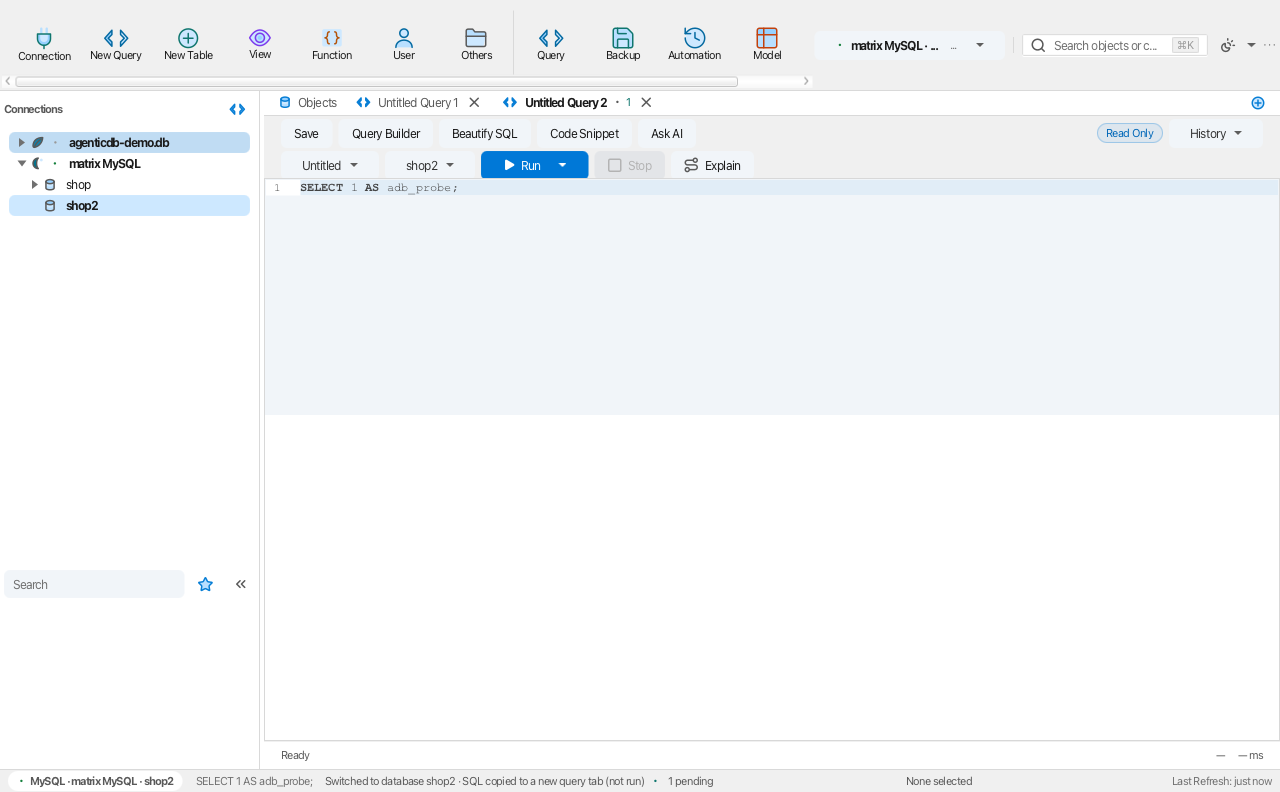 Connection New Query New Table View Function User Others Query Backup Automation Model matrix MySQL · ... ... Search objects or c... ⌘K ...
Connections
Objects Untitled Query 1 Untitled Query 2 · 1
agenticdb-demo.db
matrix MySQL
shop
shop2
Save Query Builder Beautify SQL Code Snippet Ask AI Read Only History
Untitled shop2 Run Stop Explain
1 SELECT 1 AS adb_probe;
Search
Ready — — ms
MySQL · matrix MySQL · shop2 SELECT 1 AS adb_probe; Switched to database shop2 · SQL copied to a new query tab (not run) • 1 pending None selected Last Refresh: just now